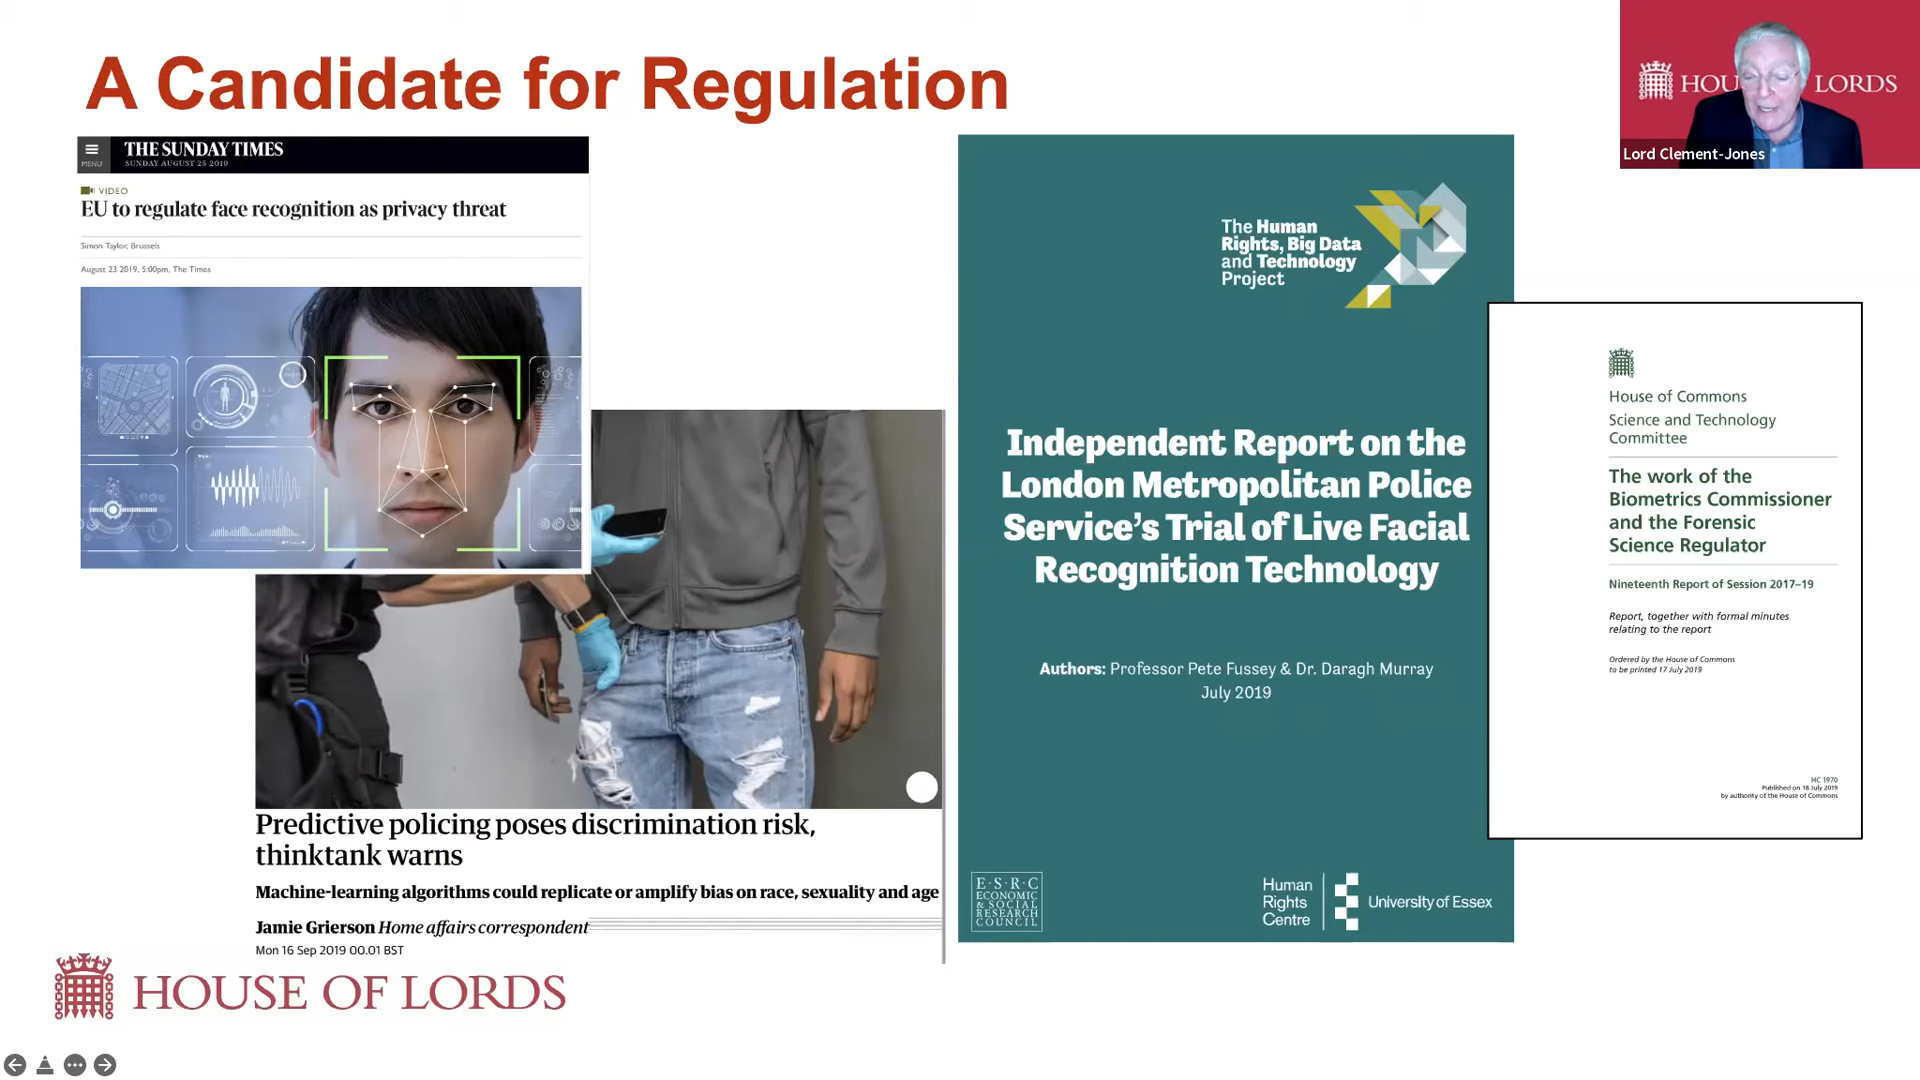 A Candidate for Regulation
THE SUNDAY TIMES
SUNDAY AUGUST 25 2019
MENU
VIDEO
EU to regulate face recognition as privacy threat
Simon Taylor, Brussels
August 23 2019, 5:00pm, The Times
Predictive policing poses discrimination risk,
thinktank warns
Machine-learning algorithms could replicate or amplify bias on race, sexuality and age
Jamie Grierson Home affairs correspondent
Mon 16 Sep 2019 00.01 BST
The Human
Rights, Big Data
and Technology
Project
Independent Report on the
London Metropolitan Police
Service's Trial of Live Facial
Recognition Technology
Authors: Professor Pete Fussey & Dr. Daragh Murray
July 2019
E·S·R·C
ECONOMIC
& SOCIAL
RESEARCH
COUNCIL
Human
Rights
Centre
University of Essex
House of Commons
Science and Technology
Committee
The work of the
Biometrics Commissioner
and the Forensic
Science Regulator
Nineteenth Report of Session 2017–19
Report, together with formal minutes
relating to the report
Ordered by the House of Commons
to be printed 17 July 2019
HC 1970
Published on 18 July 2019
by authority of the House of Commons
HOUSE OF LORDS
HOU LORDS
Lord Clement-Jones